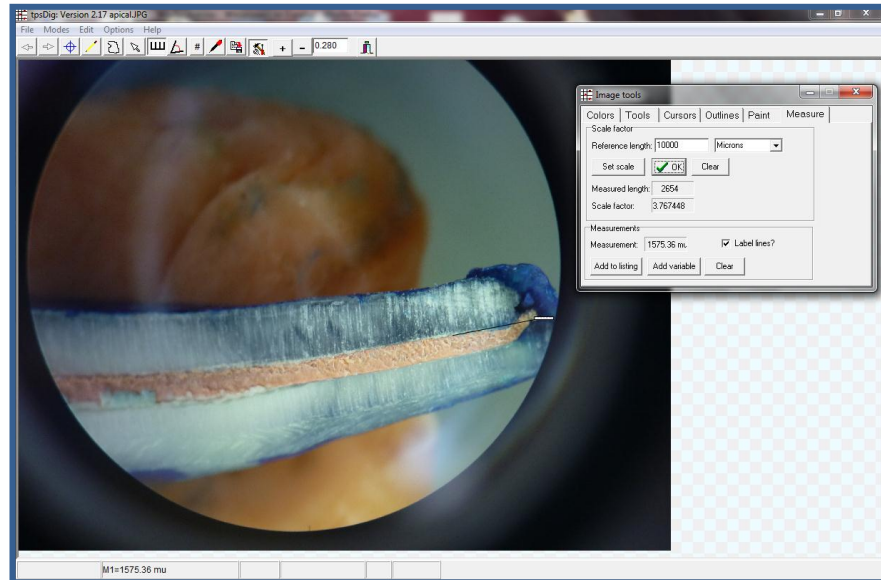 tpsDig: Version 2.17 apical.JPG
File Modes Edit Options Help
# + - 0.280
Image tools
Colors Tools Cursors Outlines Paint Measure
Scale factor
Reference length: 10000 Microns
Set scale OK Clear
Measured length: 2654
Scale factor: 3.767448
Measurements
Measurement: 1575.36 mu Label lines?
Add to listing Add variable Clear
M1=1575.36 mu